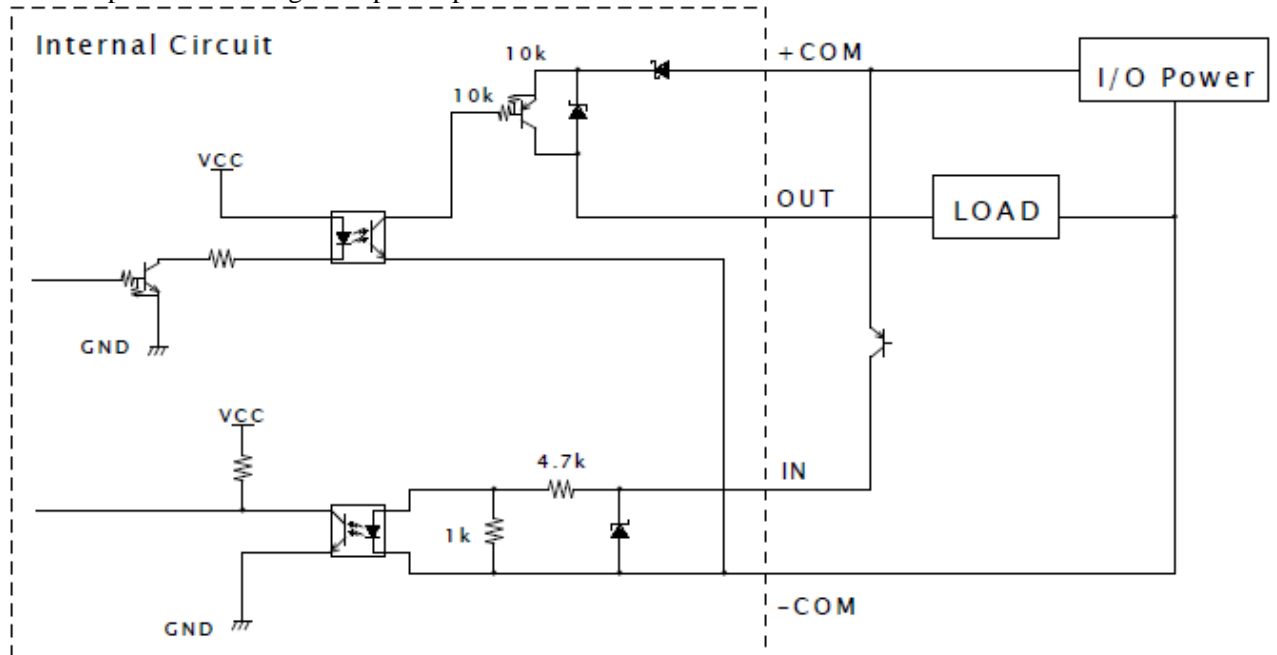 Internal Circuit
10k
+COM
I/O Power
10k
VCC
OUT
LOAD
GND
VCC
4.7k
IN
1k
-COM
GND